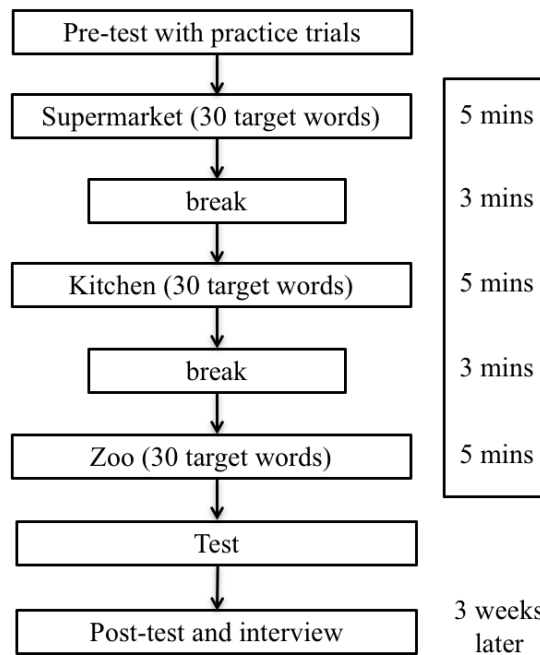 Pre-test with practice trials
Supermarket (30 target words)
5 mins
break
3 mins
Kitchen (30 target words)
5 mins
break
3 mins
Zoo (30 target words)
5 mins
Test
Post-test and interview
3 weeks
later